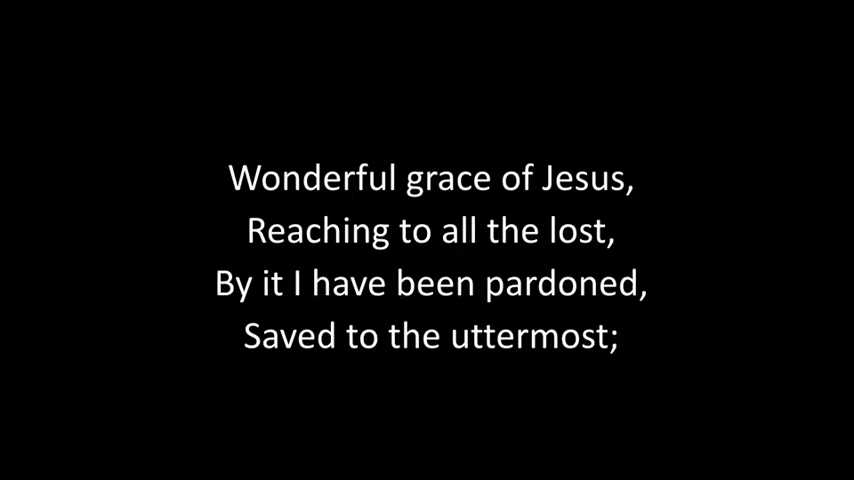 Wonderful grace of Jesus,
Reaching to all the lost,
By it I have been pardoned,
Saved to the uttermost;